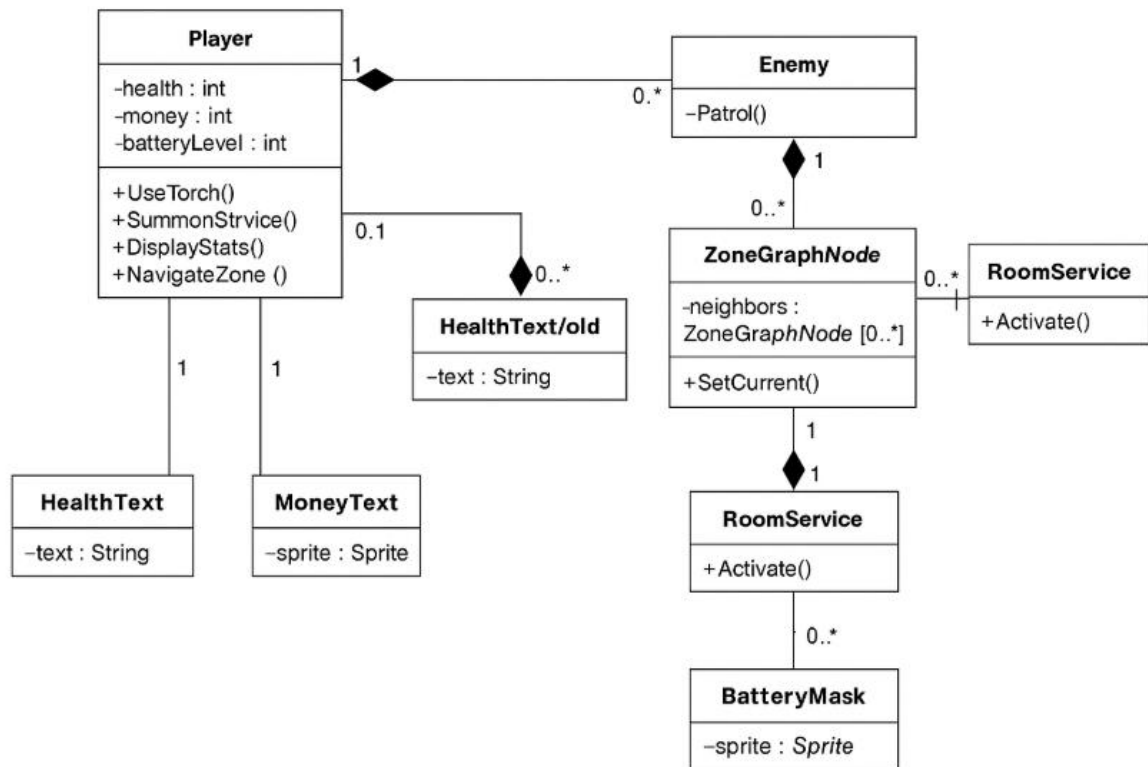 Player
-health : int
-money : int
-batteryLevel : int
+UseTorch()
+SummonStrvice()
+DisplayStats()
+NavigateZone ()
1
0..*
Enemy
-Patrol()
1
0..*
0.1
0..*
HealthText/old
-text : String
ZoneGraphNode
-neighbors :
ZoneGraphNode [0..*]
+SetCurrent()
0..*
RoomService
+Activate()
1
1
HealthText
-text : String
MoneyText
-sprite : Sprite
1
1
RoomService
+Activate()
0..*
BatteryMask
-sprite : Sprite